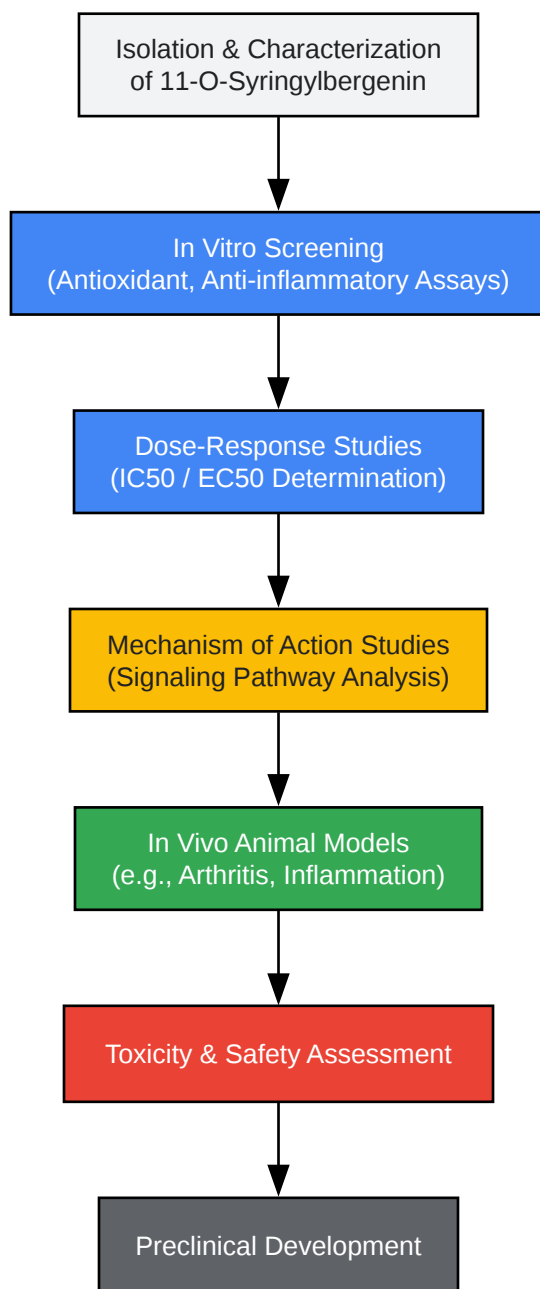 Isolation & Characterization
of 11-O-Syringylbergenin
In Vitro Screening
(Antioxidant, Anti-inflammatory Assays)
Dose-Response Studies
(IC50 / EC50 Determination)
Mechanism of Action Studies
(Signaling Pathway Analysis)
In Vivo Animal Models
(e.g., Arthritis, Inflammation)
Toxicity & Safety Assessment
Preclinical Development